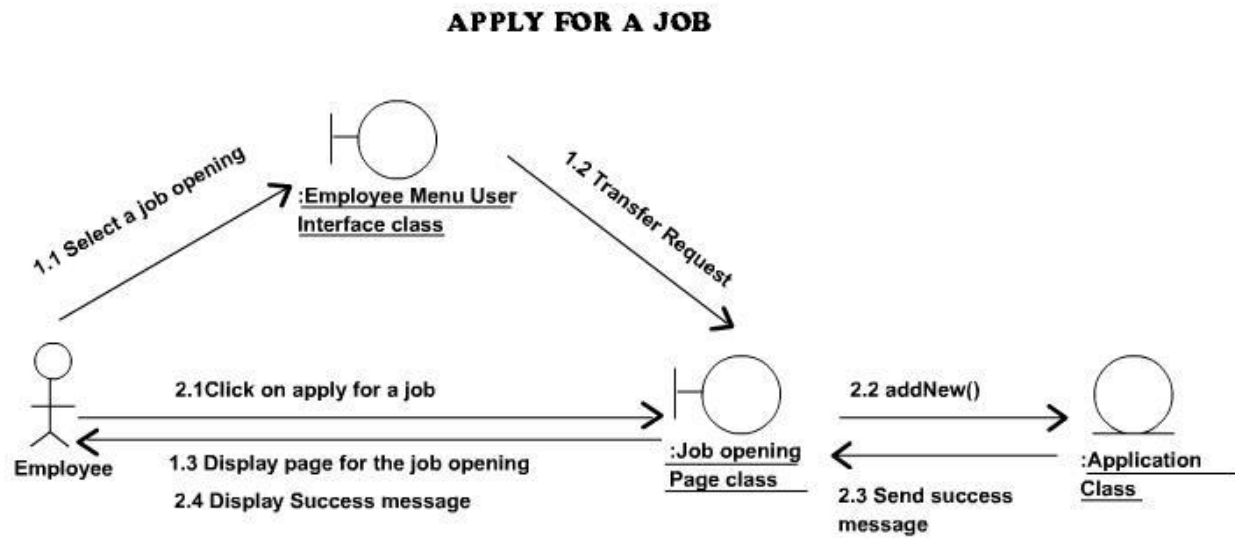 APPLY FOR A JOB
1.1 Select a job opening
:Employee Menu User
Interface class
1.2 Transfer Request
Employee
2.1Click on apply for a job
1.3 Display page for the job opening
2.4 Display Success message
:Job opening
Page class
2.2 addNew()
2.3 Send success
message
:Application
Class